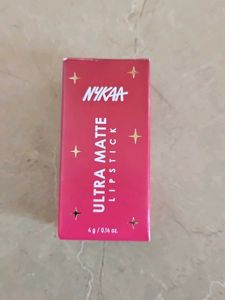 NYKAA
ULTRA MATTE
LIPSTICK
4 g / 0.14 oz.